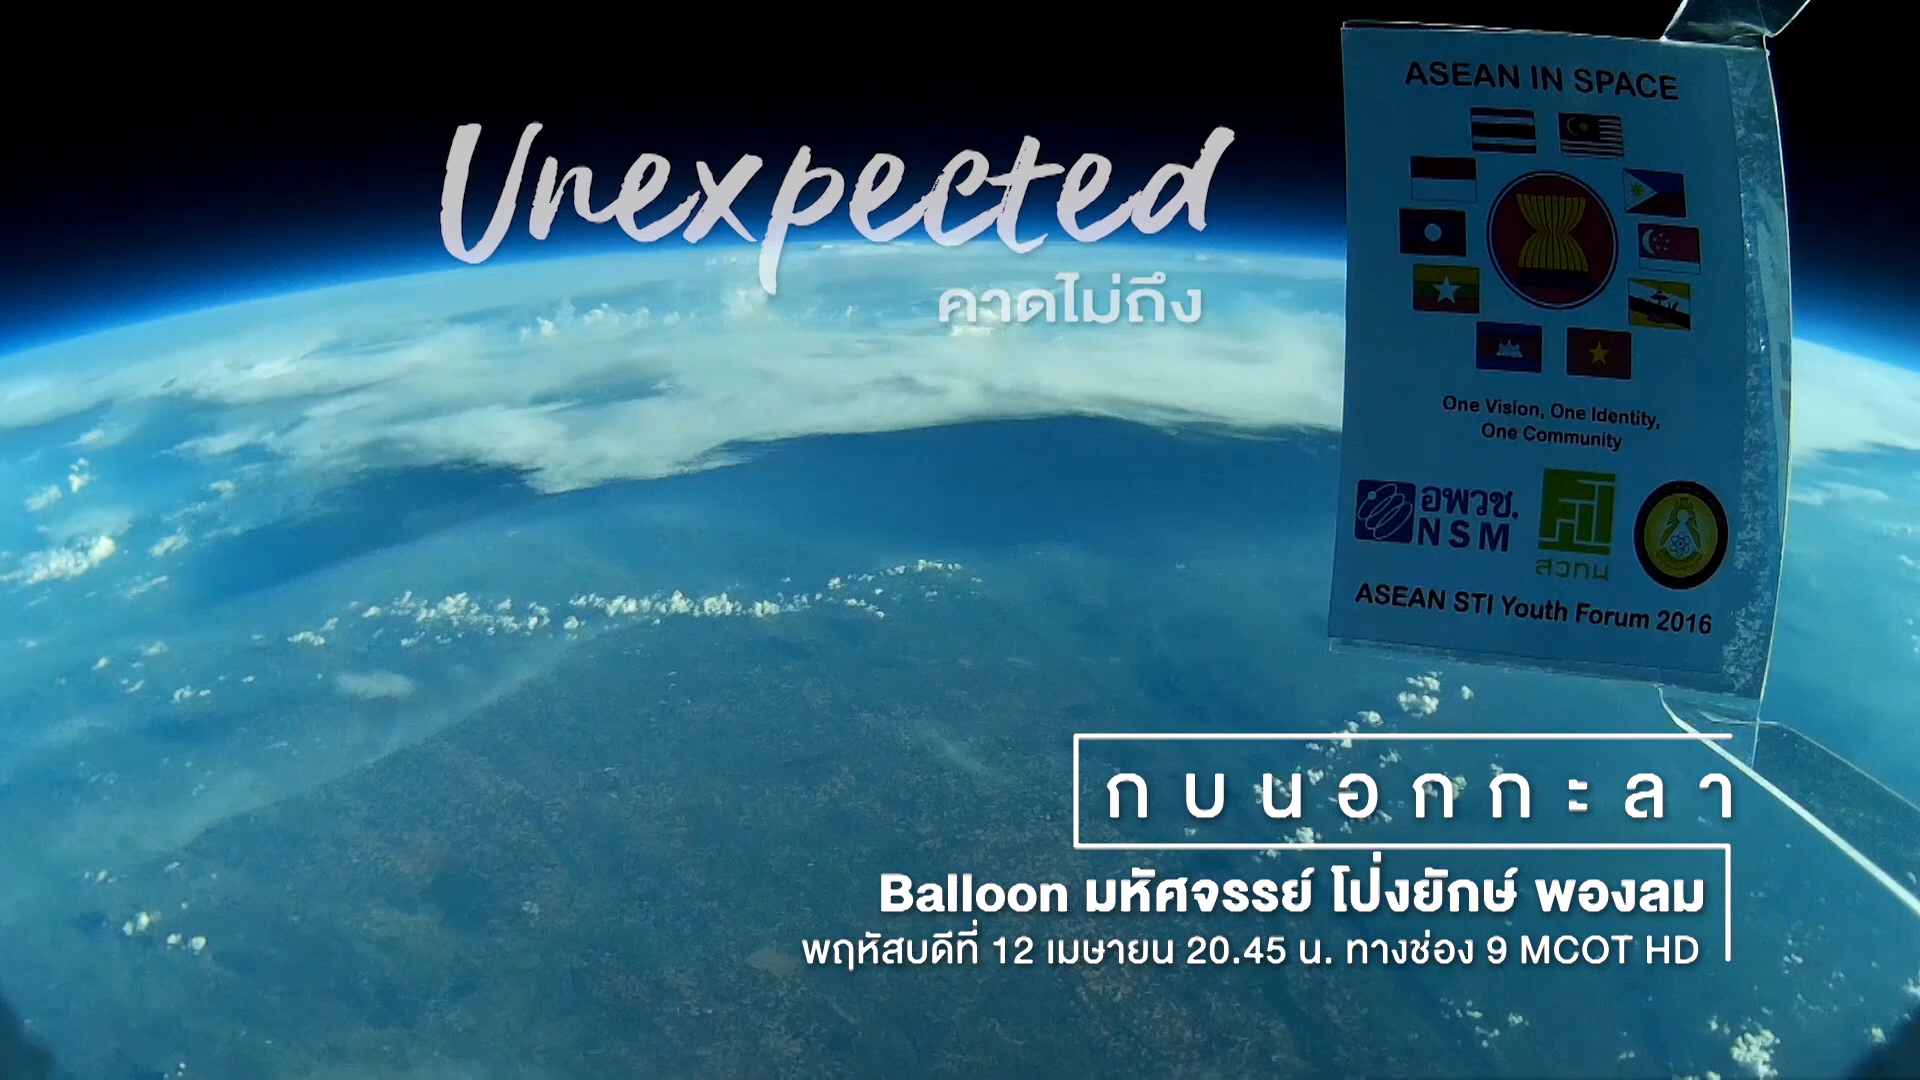 Unexpected
คาดไม่ถึง
ASEAN IN SPACE
One Vision, One Identity,
One Community
อพวช.
NSM
สวทน
ASEAN STI Youth Forum 2016
กบนอกกะลา
Balloon มหัศจรรย์ โป่งยักษ์ พองลม
พฤหัสบดีที่ 12 เมษายน 20.45 น. ทางช่อง 9 MCOT HD